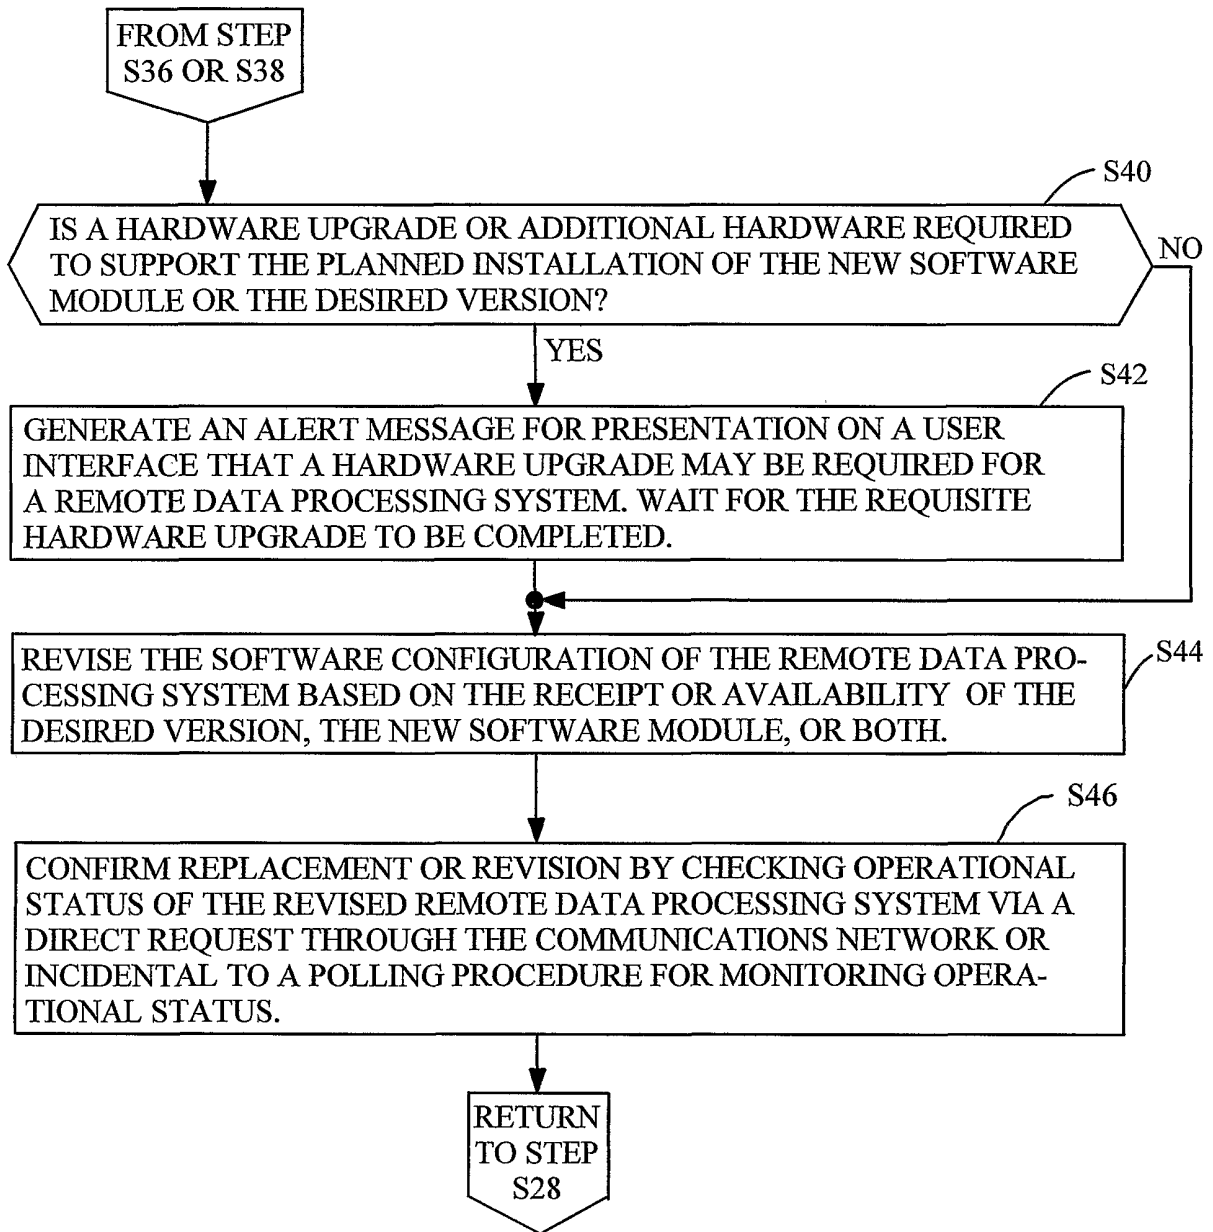 FROM STEP
S36 OR S38
S40
IS A HARDWARE UPGRADE OR ADDITIONAL HARDWARE REQUIRED
TO SUPPORT THE PLANNED INSTALLATION OF THE NEW SOFTWARE
MODULE OR THE DESIRED VERSION?
NO
YES
S42
GENERATE AN ALERT MESSAGE FOR PRESENTATION ON A USER
INTERFACE THAT A HARDWARE UPGRADE MAY BE REQUIRED FOR
A REMOTE DATA PROCESSING SYSTEM. WAIT FOR THE REQUISITE
HARDWARE UPGRADE TO BE COMPLETED.
S44
REVISE THE SOFTWARE CONFIGURATION OF THE REMOTE DATA PRO-
CESSING SYSTEM BASED ON THE RECEIPT OR AVAILABILITY OF THE
DESIRED VERSION, THE NEW SOFTWARE MODULE, OR BOTH.
S46
CONFIRM REPLACEMENT OR REVISION BY CHECKING OPERATIONAL
STATUS OF THE REVISED REMOTE DATA PROCESSING SYSTEM VIA A
DIRECT REQUEST THROUGH THE COMMUNICATIONS NETWORK OR
INCIDENTAL TO A POLLING PROCEDURE FOR MONITORING OPERA-
TIONAL STATUS.
RETURN
TO STEP
S28